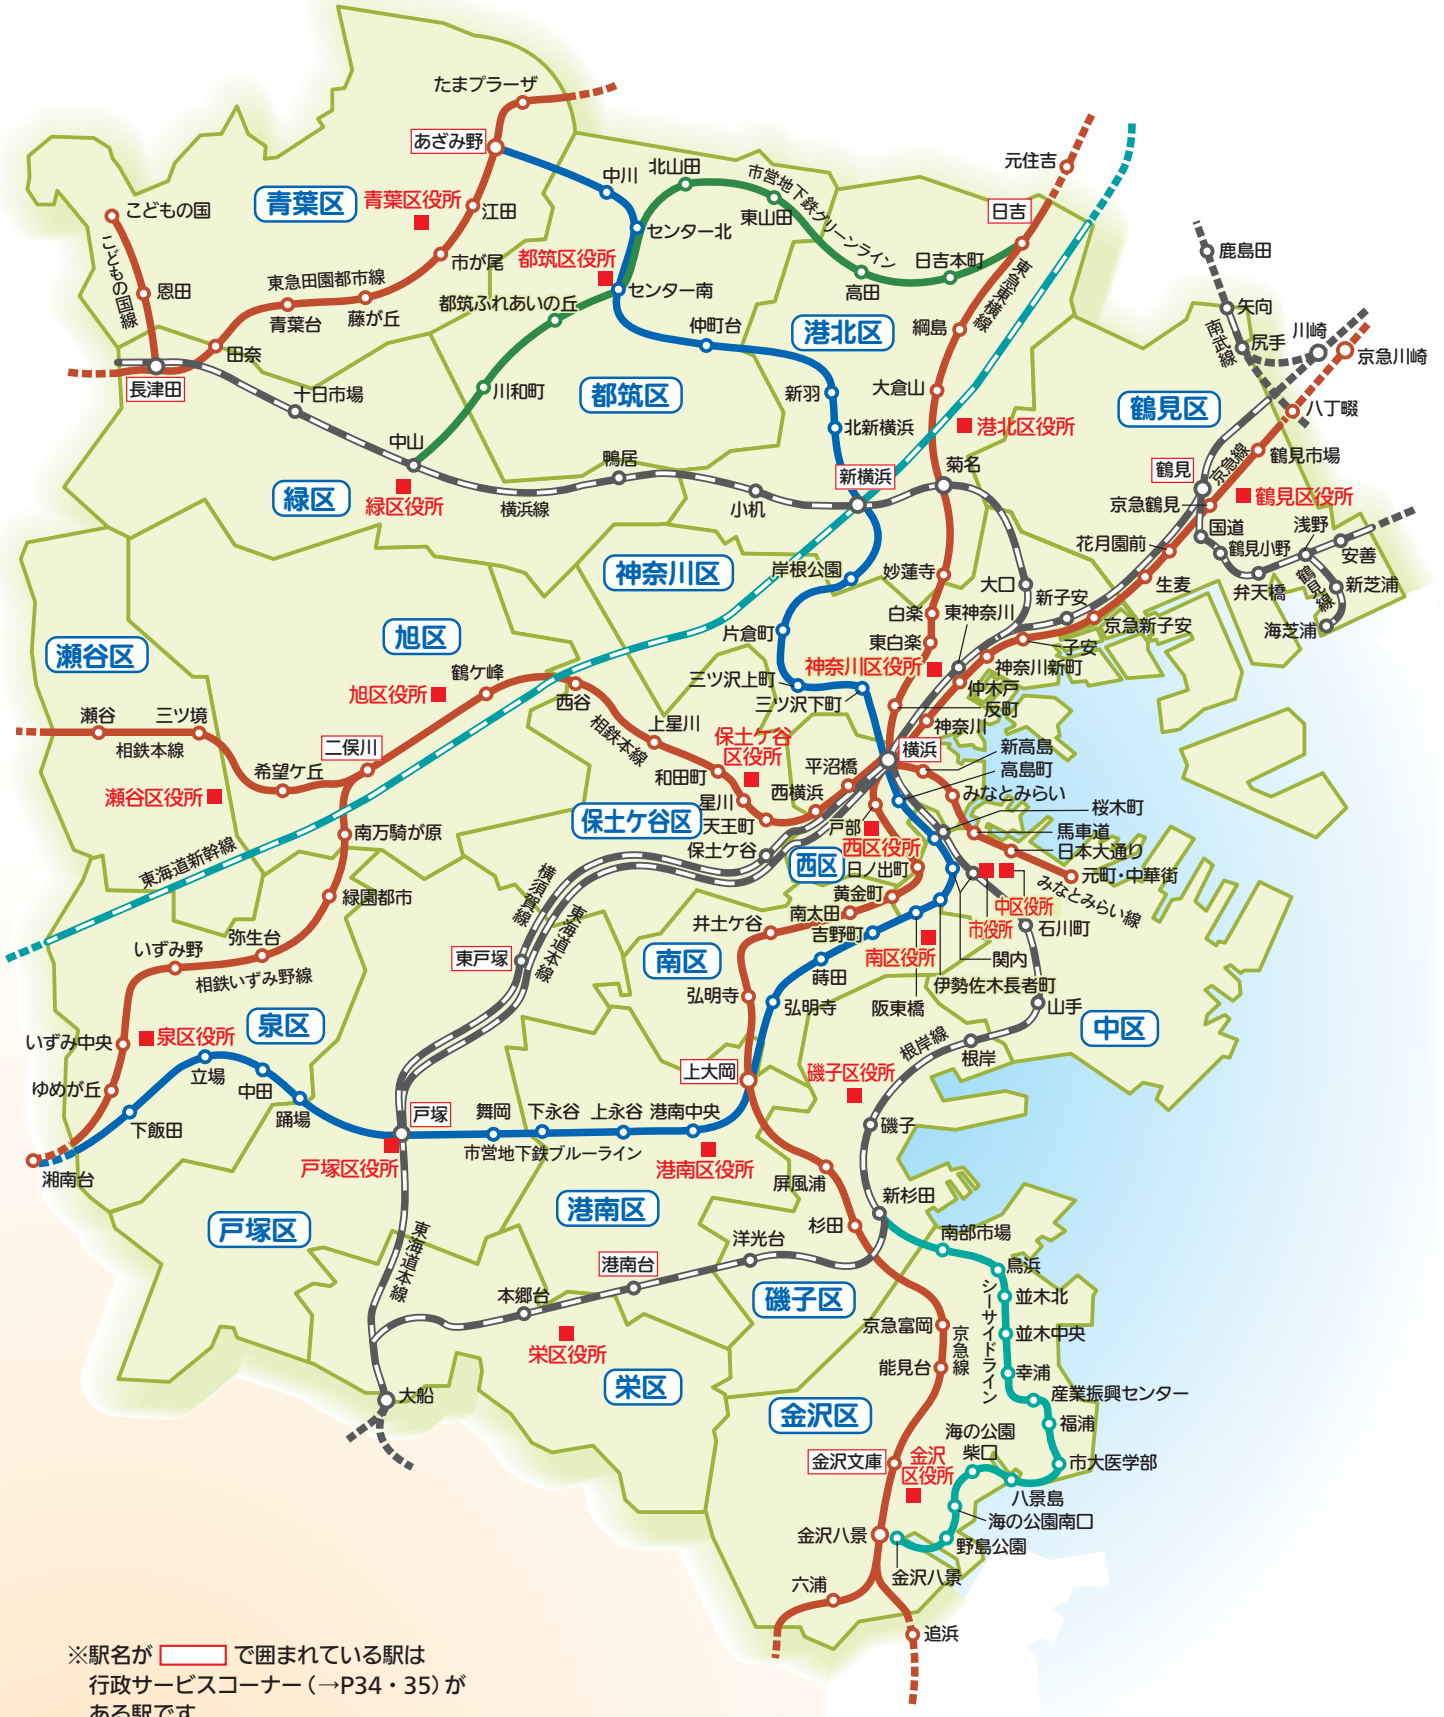 たまプラーザ
あざみ野
元住吉
中川
北山田
市営地下鉄グリーンライン
青葉区
青葉区役所
こどもの国
江田
センター北
東山田
日吉
こどもの国線
市が尾
都筑区役所
日吉本町
東急東横線
鹿島田
恩田
東急田園都市線
センター南
高田
青葉台
藤が丘
都筑ふれあいの丘
仲町台
港北区
綱島
矢向
南武線
尻手
川崎
京急川崎
田奈
長津田
十日市場
川和町
都筑区
新羽
大倉山
鶴見区
八丁畷
中山
北新横浜
港北区役所
鴨居
新横浜
菊名
鶴見
京急線
鶴見市場
緑区
緑区役所
横浜線
小机
京急鶴見
鶴見区役所
国道
浅野
花月園前
鶴見小野
安善
神奈川区
岸根公園
妙蓮寺
大口
新子安
生麦
弁天橋
鶴見線
新芝浦
白楽
東神奈川
海芝浦
瀬谷区
旭区
片倉町
東白楽
京急新子安
子安
神奈川区役所
神奈川新町
鶴ケ峰
旭区役所
西谷
三ツ沢上町
三ツ沢下町
仲木戸
反町
神奈川
瀬谷
三ツ境
相鉄本線
二俣川
相鉄本線
上星川
保土ケ谷
区役所
横浜
新高島
高島町
希望ケ丘
和田町
平沼橋
みなとみらい
瀬谷区役所
星川
西横浜
桜木町
保土ケ谷区
天王町
戸部
馬車道
南万騎が原
西区役所
日本大通り
東海道新幹線
保土ケ谷
西区
日ノ出町
元町・中華街
横須賀線
みなとみらい線
緑園都市
黄金町
中区役所
東海道本線
南太田
市役所
石川町
井土ケ谷
吉野町
弥生台
いずみ野
東戸塚
南区
南区役所
関内
相鉄いずみ野線
蒔田
伊勢佐木長者町
弘明寺
弘明寺
阪東橋
山手
泉区
中区
いずみ中央
泉区役所
根岸線
根岸
立場
上大岡
磯子区役所
ゆめが丘
中田
下飯田
踊場
戸塚
舞岡
下永谷
上永谷
港南中央
磯子
市営地下鉄ブルーライン
湘南台
戸塚区役所
港南区役所
屏風浦
港南区
新杉田
戸塚区
杉田
南部市場
東海道本線
洋光台
港南台
鳥浜
シーサイドライン
本郷台
磯子区
並木北
京急富岡
京急線
並木中央
栄区役所
能見台
幸浦
栄区
大船
産業振興センター
金沢区
福浦
海の公園
柴口
金沢
区役所
金沢文庫
市大医学部
八景島
海の公園南口
金沢八景
野島公園
金沢八景
六浦
追浜
※駅名が　　　で囲まれている駅は
行政サービスコーナー（→P34・35）が
ある駅です